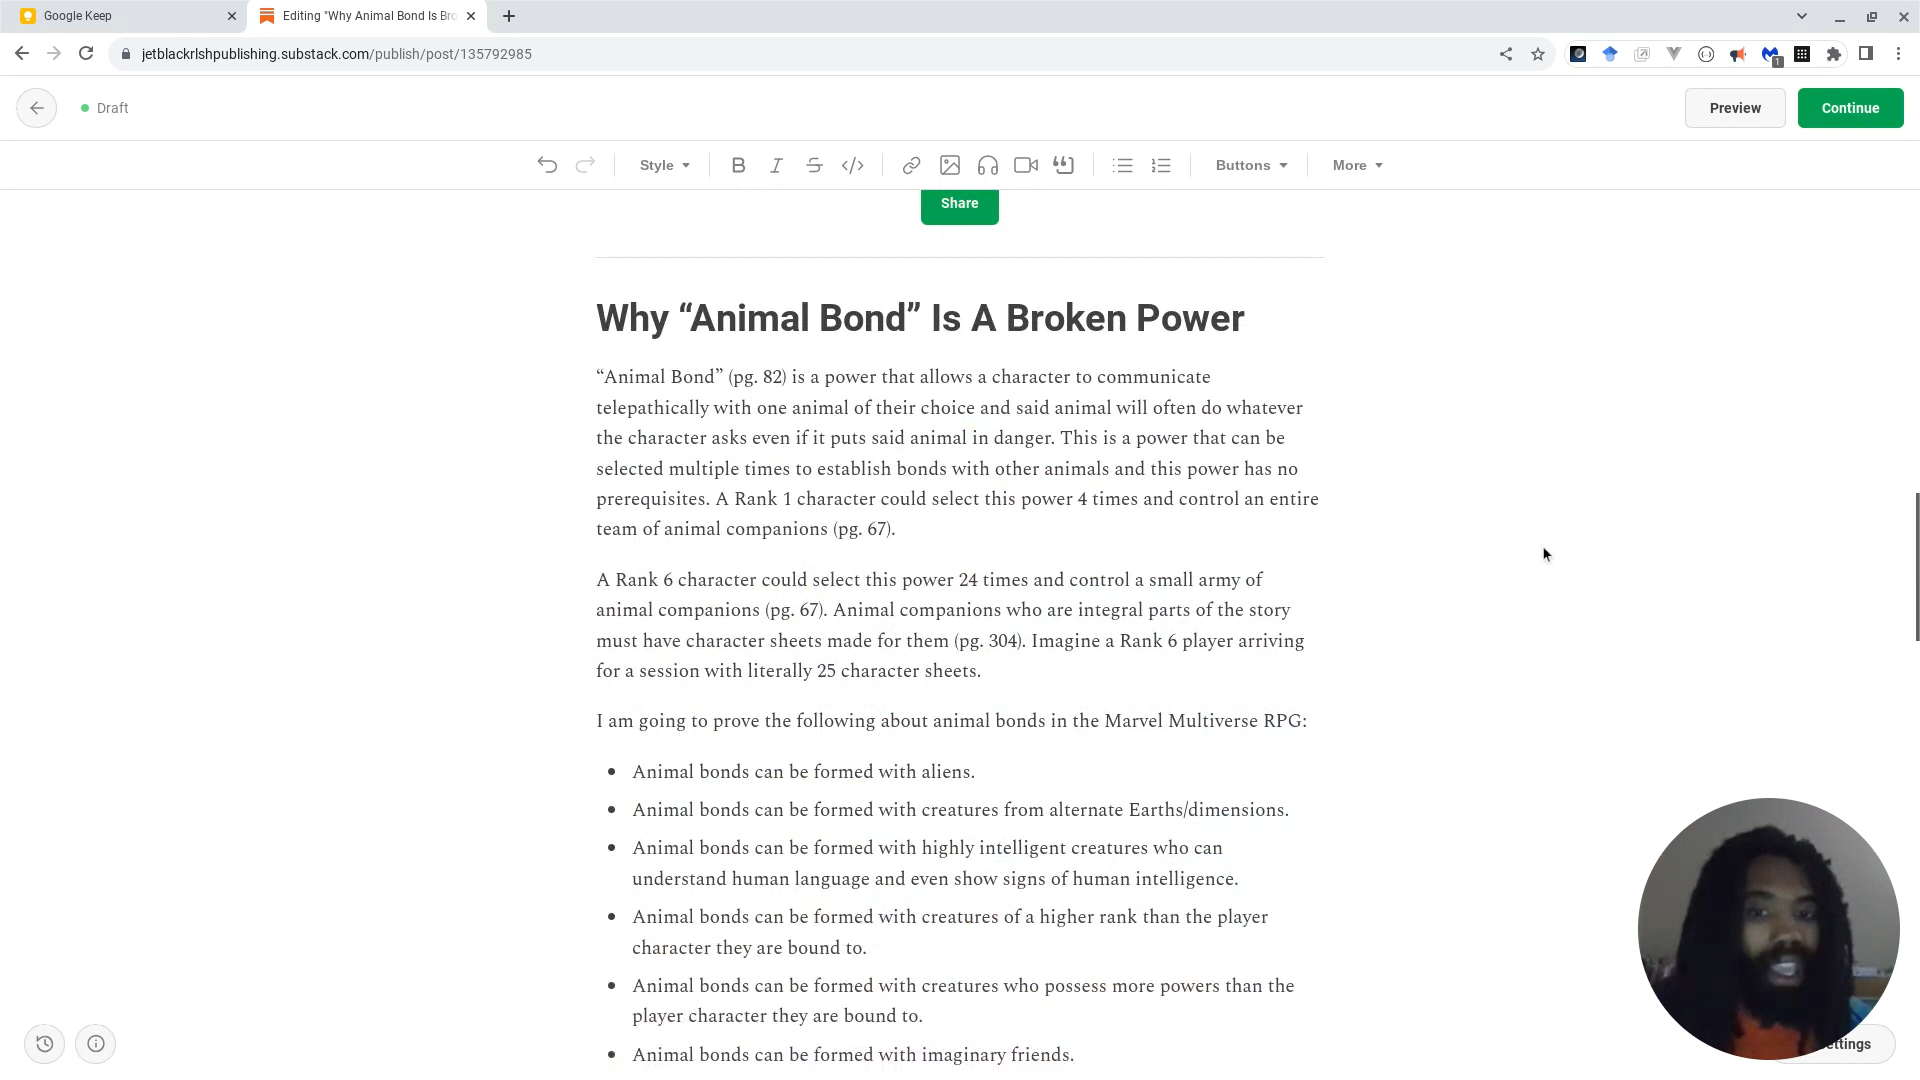 Google Keep
Editing "Why Animal Bond Is Bro
jetblackrlshpublishing.substack.com/publish/post/135792985
1
Draft
Preview
Continue
Style
Buttons
More
Share
Why “Animal Bond” Is A Broken Power
“Animal Bond” (pg. 82) is a power that allows a character to communicate
telepathically with one animal of their choice and said animal will often do whatever
the character asks even if it puts said animal in danger. This is a power that can be
selected multiple times to establish bonds with other animals and this power has no
prerequisites. A Rank 1 character could select this power 4 times and control an entire
team of animal companions (pg. 67).
A Rank 6 character could select this power 24 times and control a small army of
animal companions (pg. 67). Animal companions who are integral parts of the story
must have character sheets made for them (pg. 304). Imagine a Rank 6 player arriving
for a session with literally 25 character sheets.
I am going to prove the following about animal bonds in the Marvel Multiverse RPG:
• Animal bonds can be formed with aliens.
• Animal bonds can be formed with creatures from alternate Earths/dimensions.
• Animal bonds can be formed with highly intelligent creatures who can
understand human language and even show signs of human intelligence.
• Animal bonds can be formed with creatures of a higher rank than the player
character they are bound to.
• Animal bonds can be formed with creatures who possess more powers than the
player character they are bound to.
• Animal bonds can be formed with imaginary friends.
ettings